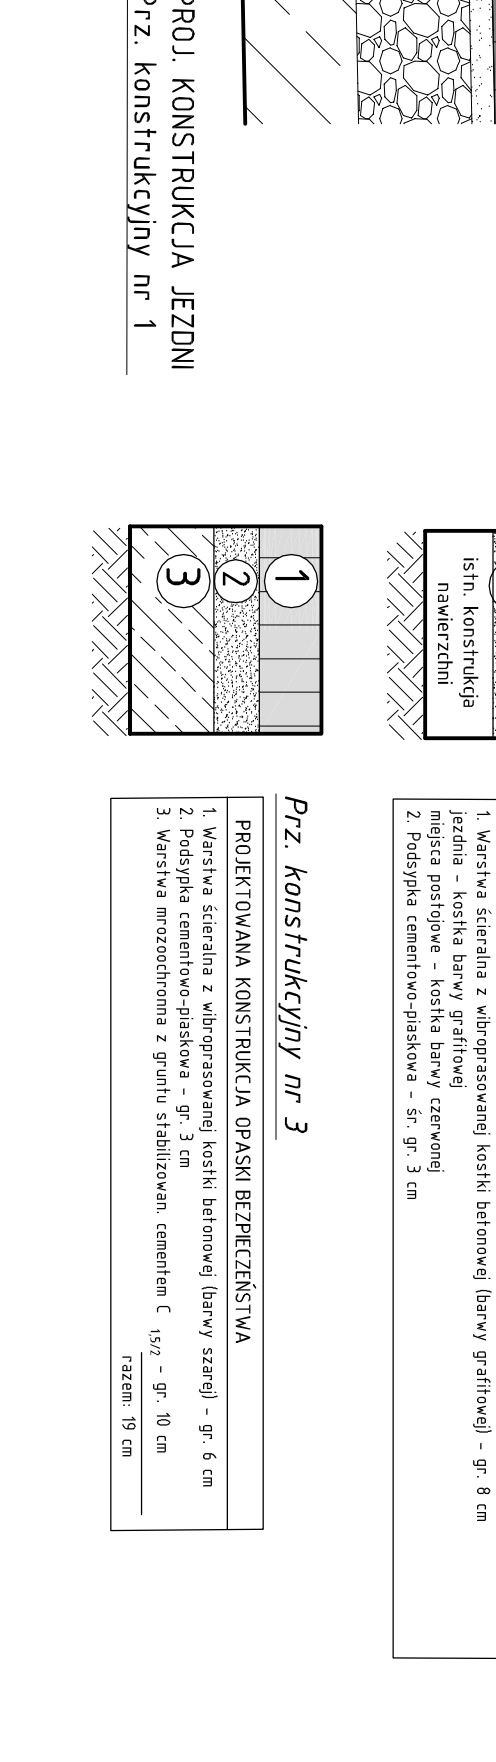 PROJ. KONSTRUKCJA JEZDNI
Prz. konstrukcyjny nr 1
istn. konstrukcja
nawierzchni
1. Warstwa ścieralna z wibroprasowanej kostki betonowej (barwy grafitowej) - gr. 8 cm
jezdnia - kostka barwy grafitowej
miejsca postojowe - kostka barwy czerwonej
2. Podsypka cementowo-piaskowa - śr. gr. 3 cm
1
2
3
Prz. konstrukcyjny nr 3
PROJEKTOWANA KONSTRUKCJA OPASKI BEZPIECZEŃSTWA
1. Warstwa ścieralna z wibroprasowanej kostki betonowej (barwy szarej) - gr. 6 cm
2. Podsypka cementowo-piaskowa - gr. 3 cm
3. Warstwa mrozoochronna z gruntu stabilizowan. cementem C 1,5/2 - gr. 10 cm
razem: 19 cm